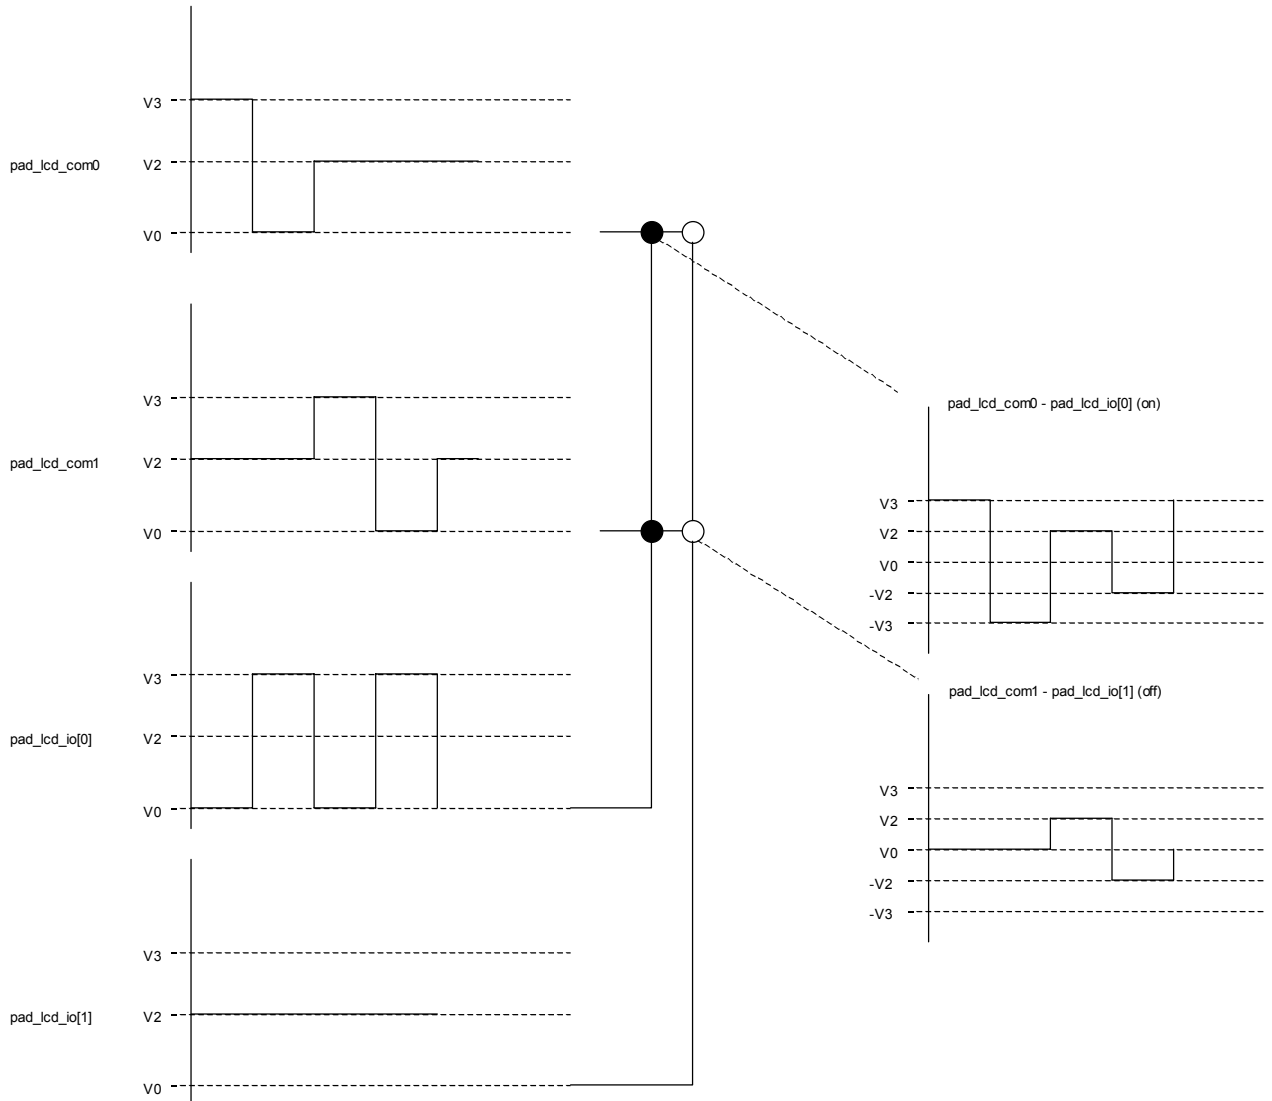 V3
pad_lcd_com0
V2
V0
V3
pad_lcd_com1
V2
V0
V3
pad_lcd_io[0]
V2
V0
V3
pad_lcd_io[1]
V2
V0
pad_lcd_com0 - pad_lcd_io[0] (on)
V3
V2
V0
-V2
-V3
pad_lcd_com1 - pad_lcd_io[1] (off)
V3
V2
V0
-V2
-V3